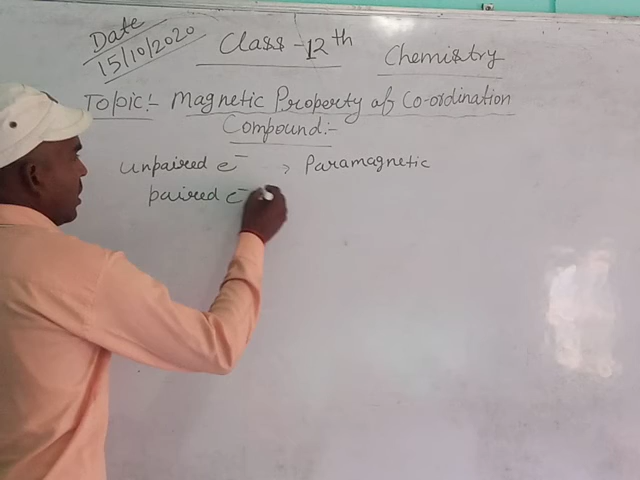 Date
15/10/2020
Class - 12th
Chemistry
Topic:- Magnetic Property of Co-ordination
Compound:-
Unpaired e⁻ → Paramagnetic
paired e⁻